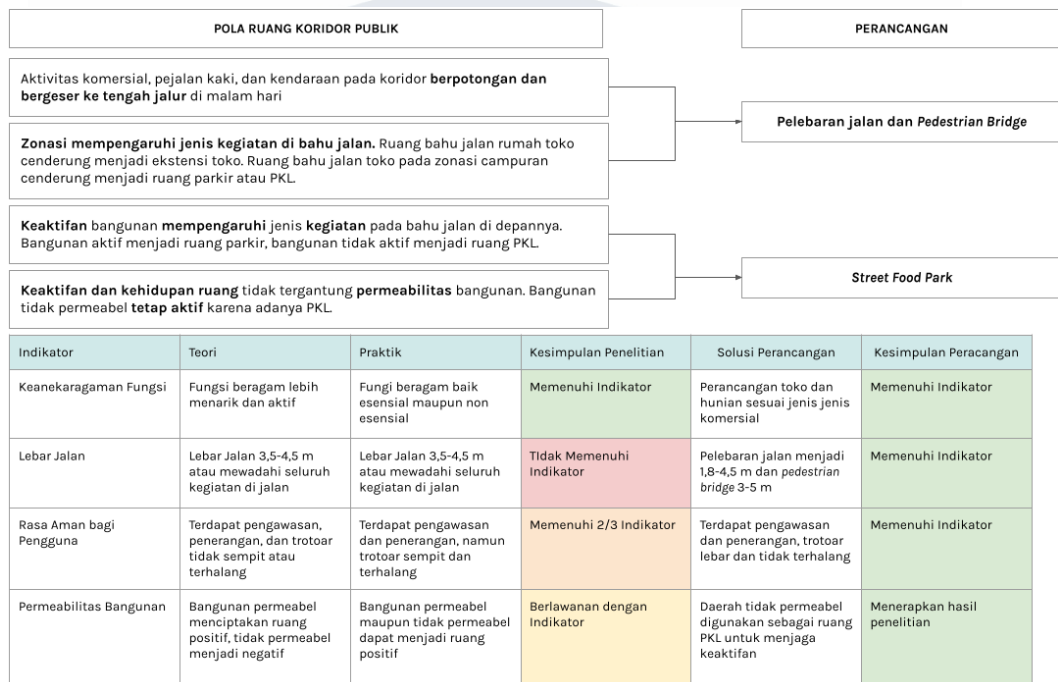 POLA RUANG KORIDOR PUBLIK
PERANCANGAN
Aktivitas komersial, pejalan kaki, dan kendaraan pada koridor berpotongan dan
bergeser ke tengah jalur di malam hari
Zonasi mempengaruhi jenis kegiatan di bahu jalan. Ruang bahu jalan rumah toko
cenderung menjadi ekstensi toko. Ruang bahu jalan toko pada zonasi campuran
cenderung menjadi ruang parkir atau PKL.
Pelebaran jalan dan Pedestrian Bridge
Keaktifan bangunan mempengaruhi jenis kegiatan pada bahu jalan di depannya.
Bangunan aktif menjadi ruang parkir, bangunan tidak aktif menjadi ruang PKL.
Keaktifan dan kehidupan ruang tidak tergantung permeabilitas bangunan. Bangunan
tidak permeabel tetap aktif karena adanya PKL.
Street Food Park
Indikator
Teori
Praktik
Kesimpulan Penelitian
Solusi Perancangan
Kesimpulan Peracangan
Keanekaragaman Fungsi
Fungsi beragam lebih
menarik dan aktif
Fungi beragam baik
esensial maupun non
esensial
Memenuhi Indikator
Perancangan toko dan
hunian sesuai jenis jenis
komersial
Memenuhi Indikator
Lebar Jalan
Lebar Jalan 3,5-4,5 m
atau mewadahi seluruh
kegiatan di jalan
Lebar Jalan 3,5-4,5 m
atau mewadahi seluruh
kegiatan di jalan
TIdak Memenuhi
Indikator
Pelebaran jalan menjadi
1,8-4,5 m dan pedestrian
bridge 3-5 m
Memenuhi Indikator
Rasa Aman bagi
Pengguna
Terdapat pengawasan,
penerangan, dan trotoar
tidak sempit atau
terhalang
Terdapat pengawasan
dan penerangan, namun
trotoar sempit dan
terhalang
Memenuhi 2/3 Indikator
Terdapat pengawasan
dan penerangan, trotoar
lebar dan tidak terhalang
Memenuhi Indikator
Permeabilitas Bangunan
Bangunan permeabel
menciptakan ruang
positif, tidak permeabel
menjadi negatif
Bangunan permeabel
maupun tidak permeabel
dapat menjadi ruang
positif
Berlawanan dengan
Indikator
Daerah tidak permeabel
digunakan sebagai ruang
PKL untuk menjaga
keaktifan
Menerapkan hasil
penelitian